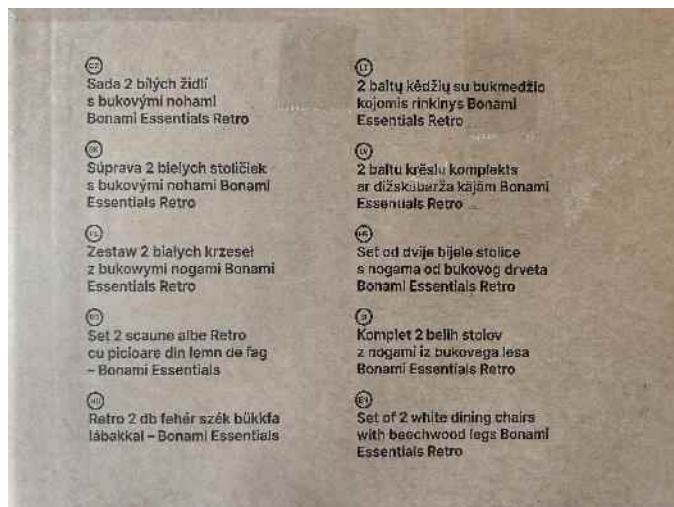 CZ
Sada 2 bílých židlí
s bukovými nohami
Bonami Essentials Retro
SK
Súprava 2 bielych stoličiek
s bukovými nohami Bonami
Essentials Retro
PL
Zestaw 2 białych krzeseł
z bukowymi nogami Bonami
Essentials Retro
RO
Set 2 scaune albe Retro
cu picioare din lemn de fag
– Bonami Essentials
HU
Retro 2 db fehér szék bükkfa
lábakkal – Bonami Essentials
LT
2 baltų kėdžių su bukmedžio
kojomis rinkinys Bonami
Essentials Retro
LV
2 baltu krēslu komplekts
ar dižskābarža kājām Bonami
Essentials Retro
HR
Set od dvije bijele stolice
s nogama od bukovog drveta
Bonami Essentials Retro
SI
Komplet 2 belih stolov
z nogami iz bukovega lesa
Bonami Essentials Retro
EN
Set of 2 white dining chairs
with beechwood legs Bonami
Essentials Retro